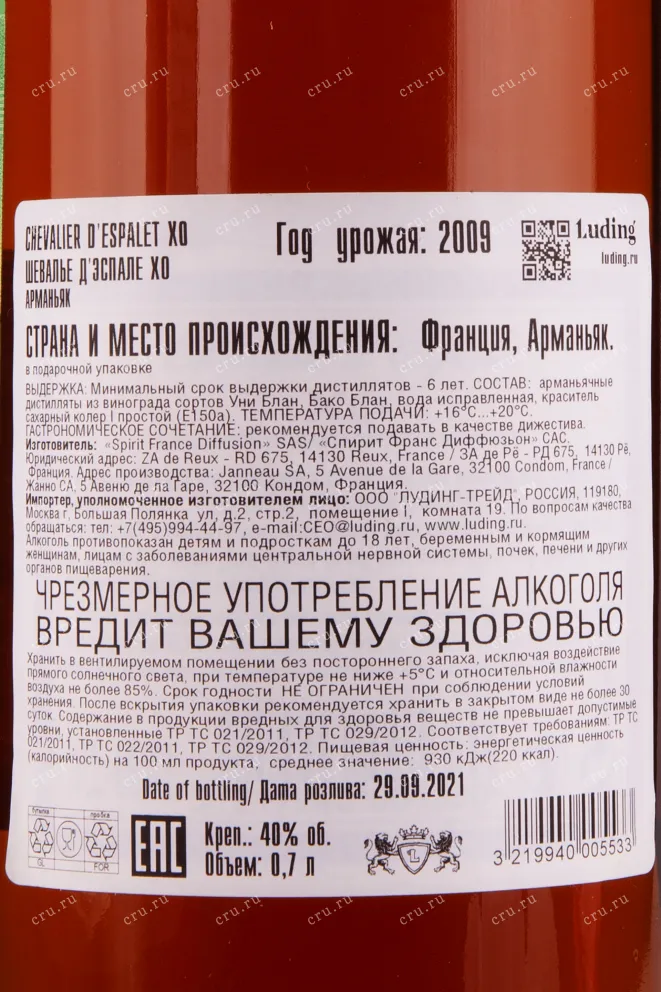 CHEVALIER D'ESPALET XO
ШЕВАЛЬЕ Д'ЭСПАЛЕ ХО
АРМАНЬЯК
Год урожая: 2009
Luding
luding.ru
СТРАНА И МЕСТО ПРОИСХОЖДЕНИЯ: Франция, Арманьяк.
в подарочной упаковке
ВЫДЕРЖКА: Минимальный срок выдержки дистиллятов - 6 лет. СОСТАВ: арманьячные
дистилляты из винограда сортов Уни Блан, Бако Блан, вода исправленная, краситель
сахарный колер I простой (Е150а). ТЕМПЕРАТУРА ПОДАЧИ: +16°С...+20°С.
ГАСТРОНОМИЧЕСКОЕ СОЧЕТАНИЕ: рекомендуется подавать в качестве дижестива.
Изготовитель: «Spirit France Diffusion» SAS/ «Спирит Франс Диффюзьон» САС.
Юридический адрес: ZA de Reux - RD 675, 14130 Reux, France / ЗА де Рё - РД 675, 14130 Рё,
Франция. Адрес производства: Janneau SA, 5 Avenue de la Gare, 32100 Condom, France /
Жанно СА, 5 Авеню де ла Гаре, 32100 Кондом, Франция.
Импортер, уполномоченное изготовителем лицо: ООО "ЛУДИНГ-ТРЕЙД", РОССИЯ, 119180,
Москва г, Большая Полянка ул, д.2, стр.2, помещение I, комната 19. По вопросам качества
обращаться: тел: +7(495)994-44-97, e-mail:CEO@luding.ru, www.luding.ru.
Алкоголь противопоказан детям и подросткам до 18 лет, беременным и кормящим
женщинам, лицам с заболеваниями центральной нервной системы, почек, печени и других
органов пищеварения.
ЧРЕЗМЕРНОЕ УПОТРЕБЛЕНИЕ АЛКОГОЛЯ
ВРЕДИТ ВАШЕМУ ЗДОРОВЬЮ
Хранить в вентилируемом помещении без постороннего запаха, исключая воздействие
прямого солнечного света, при температуре не ниже +5°С и относительной влажности
воздуха не более 85%. Срок годности НЕ ОГРАНИЧЕН при соблюдении условий
хранения. После вскрытия упаковки рекомендуется хранить в закрытом виде не более 30
суток. Содержание в продукции вредных для здоровья веществ не превышает допустимые
уровни, установленные ТР ТС 021/2011, ТР ТС 029/2012. Соответствует требованиям: ТР ТС
021/2011, ТР ТС 022/2011, ТР ТС 029/2012. Пищевая ценность: энергетическая ценность
(калорийность) на 100 мл продукта, среднее значение: 930 кДж(220 ккал).
Date of bottling/ Дата розлива: 29.09.2021
бутылка
пробка
GL
FOR
EAC
Креп.: 40% об.
Объем: 0,7 л
L
3 219940 005533
cru.ru